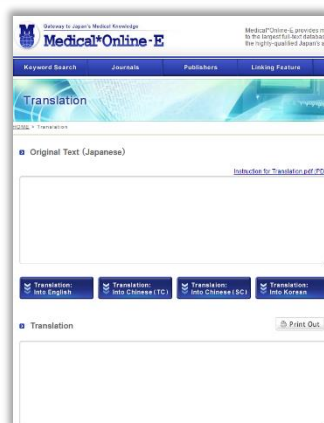 Gateway to Japan's Medical Knowledge
Medical*Online-E
Medical*Online-E, provides m
to the largest full-text databas
the highly-qualified Japan's a
Keyword Search Journals Publishers Linking Feature
Translation
HOME > Translation
Original Text (Japanese)
Instruction for Translation.pdf (PD
Translation: Into English
Translation: Into Chinese (TC)
Translation: Into Chinese (SC)
Translation: Into Korean
Translation
Print Out